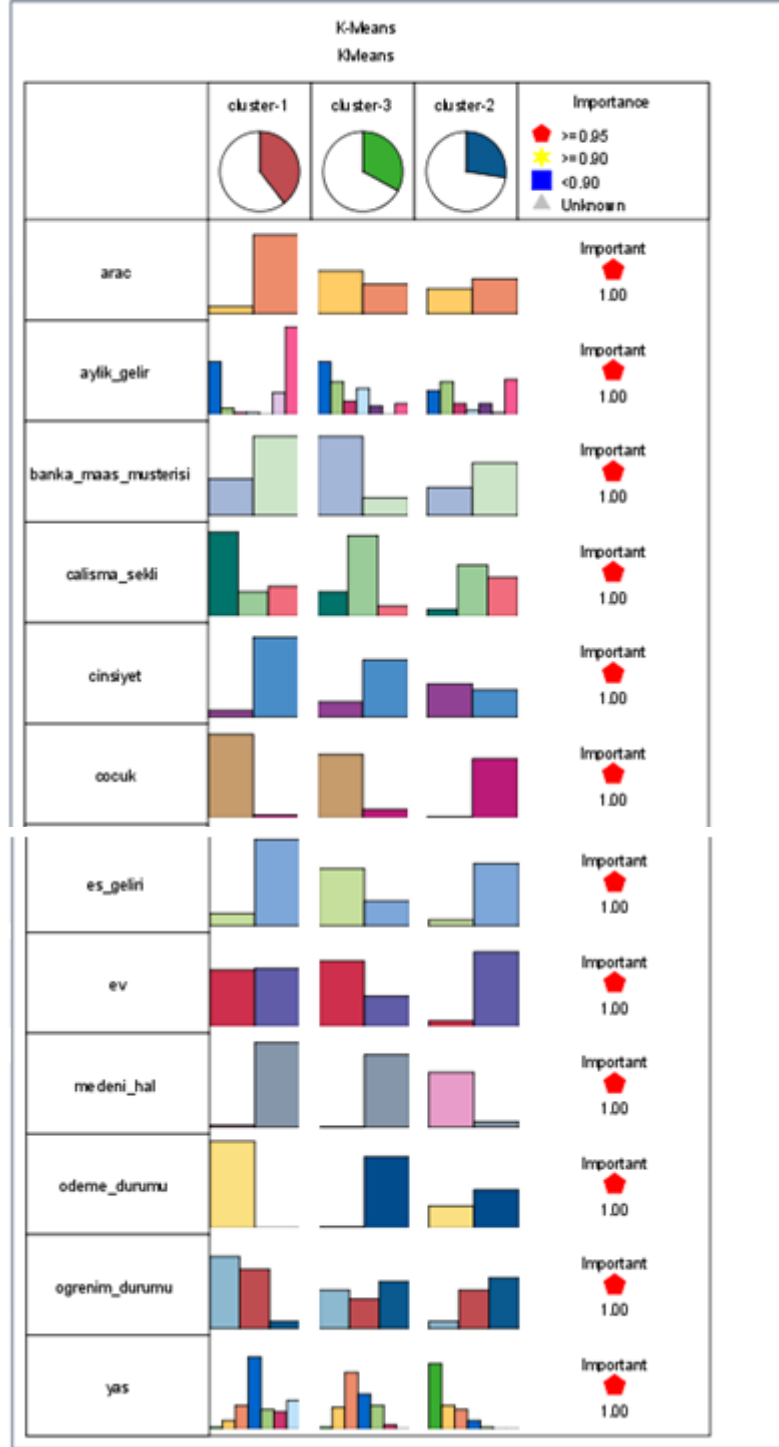 K-Means
KMeans
cluster-1 cluster-3 cluster-2 Importance
>=0.95
>=0.90
<0.90
Unknown
arac Important
1.00
aylik_gelir Important
1.00
banka_maas_musterisi Important
1.00
calisma_sekli Important
1.00
cinsiyet Important
1.00
cocuk Important
1.00
es_geliri Important
1.00
ev Important
1.00
medeni_hal Important
1.00
odeme_durumu Important
1.00
ogrenim_durumu Important
1.00
yas Important
1.00